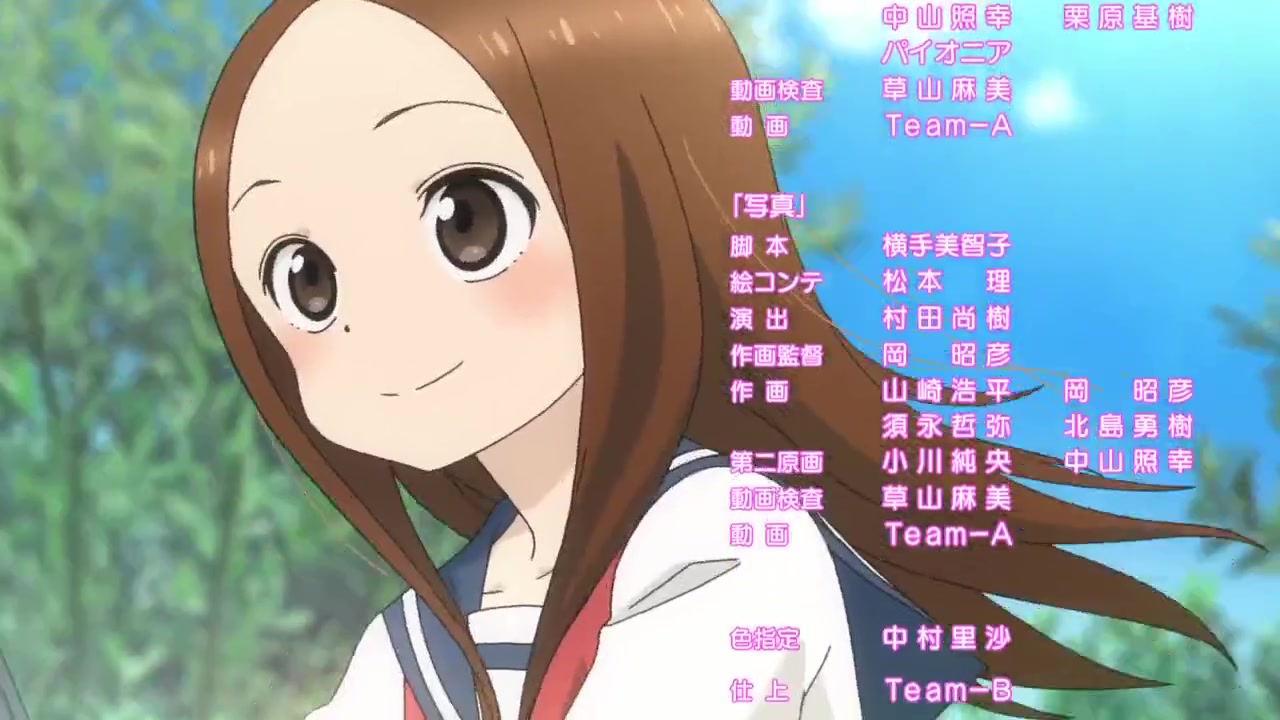 中山照幸 栗原基樹
パイオニア
動画検査 草山麻美
動画 Team-A
「写真」
脚本 横手美智子
絵コンテ 松本 理
演出 村田尚樹
作画監督 岡 昭彦
作画 山崎浩平 岡 昭彦
須永哲弥 北島勇樹
第二原画 小川純央 中山照幸
動画検査 草山麻美
動画 Team-A
色指定 中村里沙
仕上 Team-B